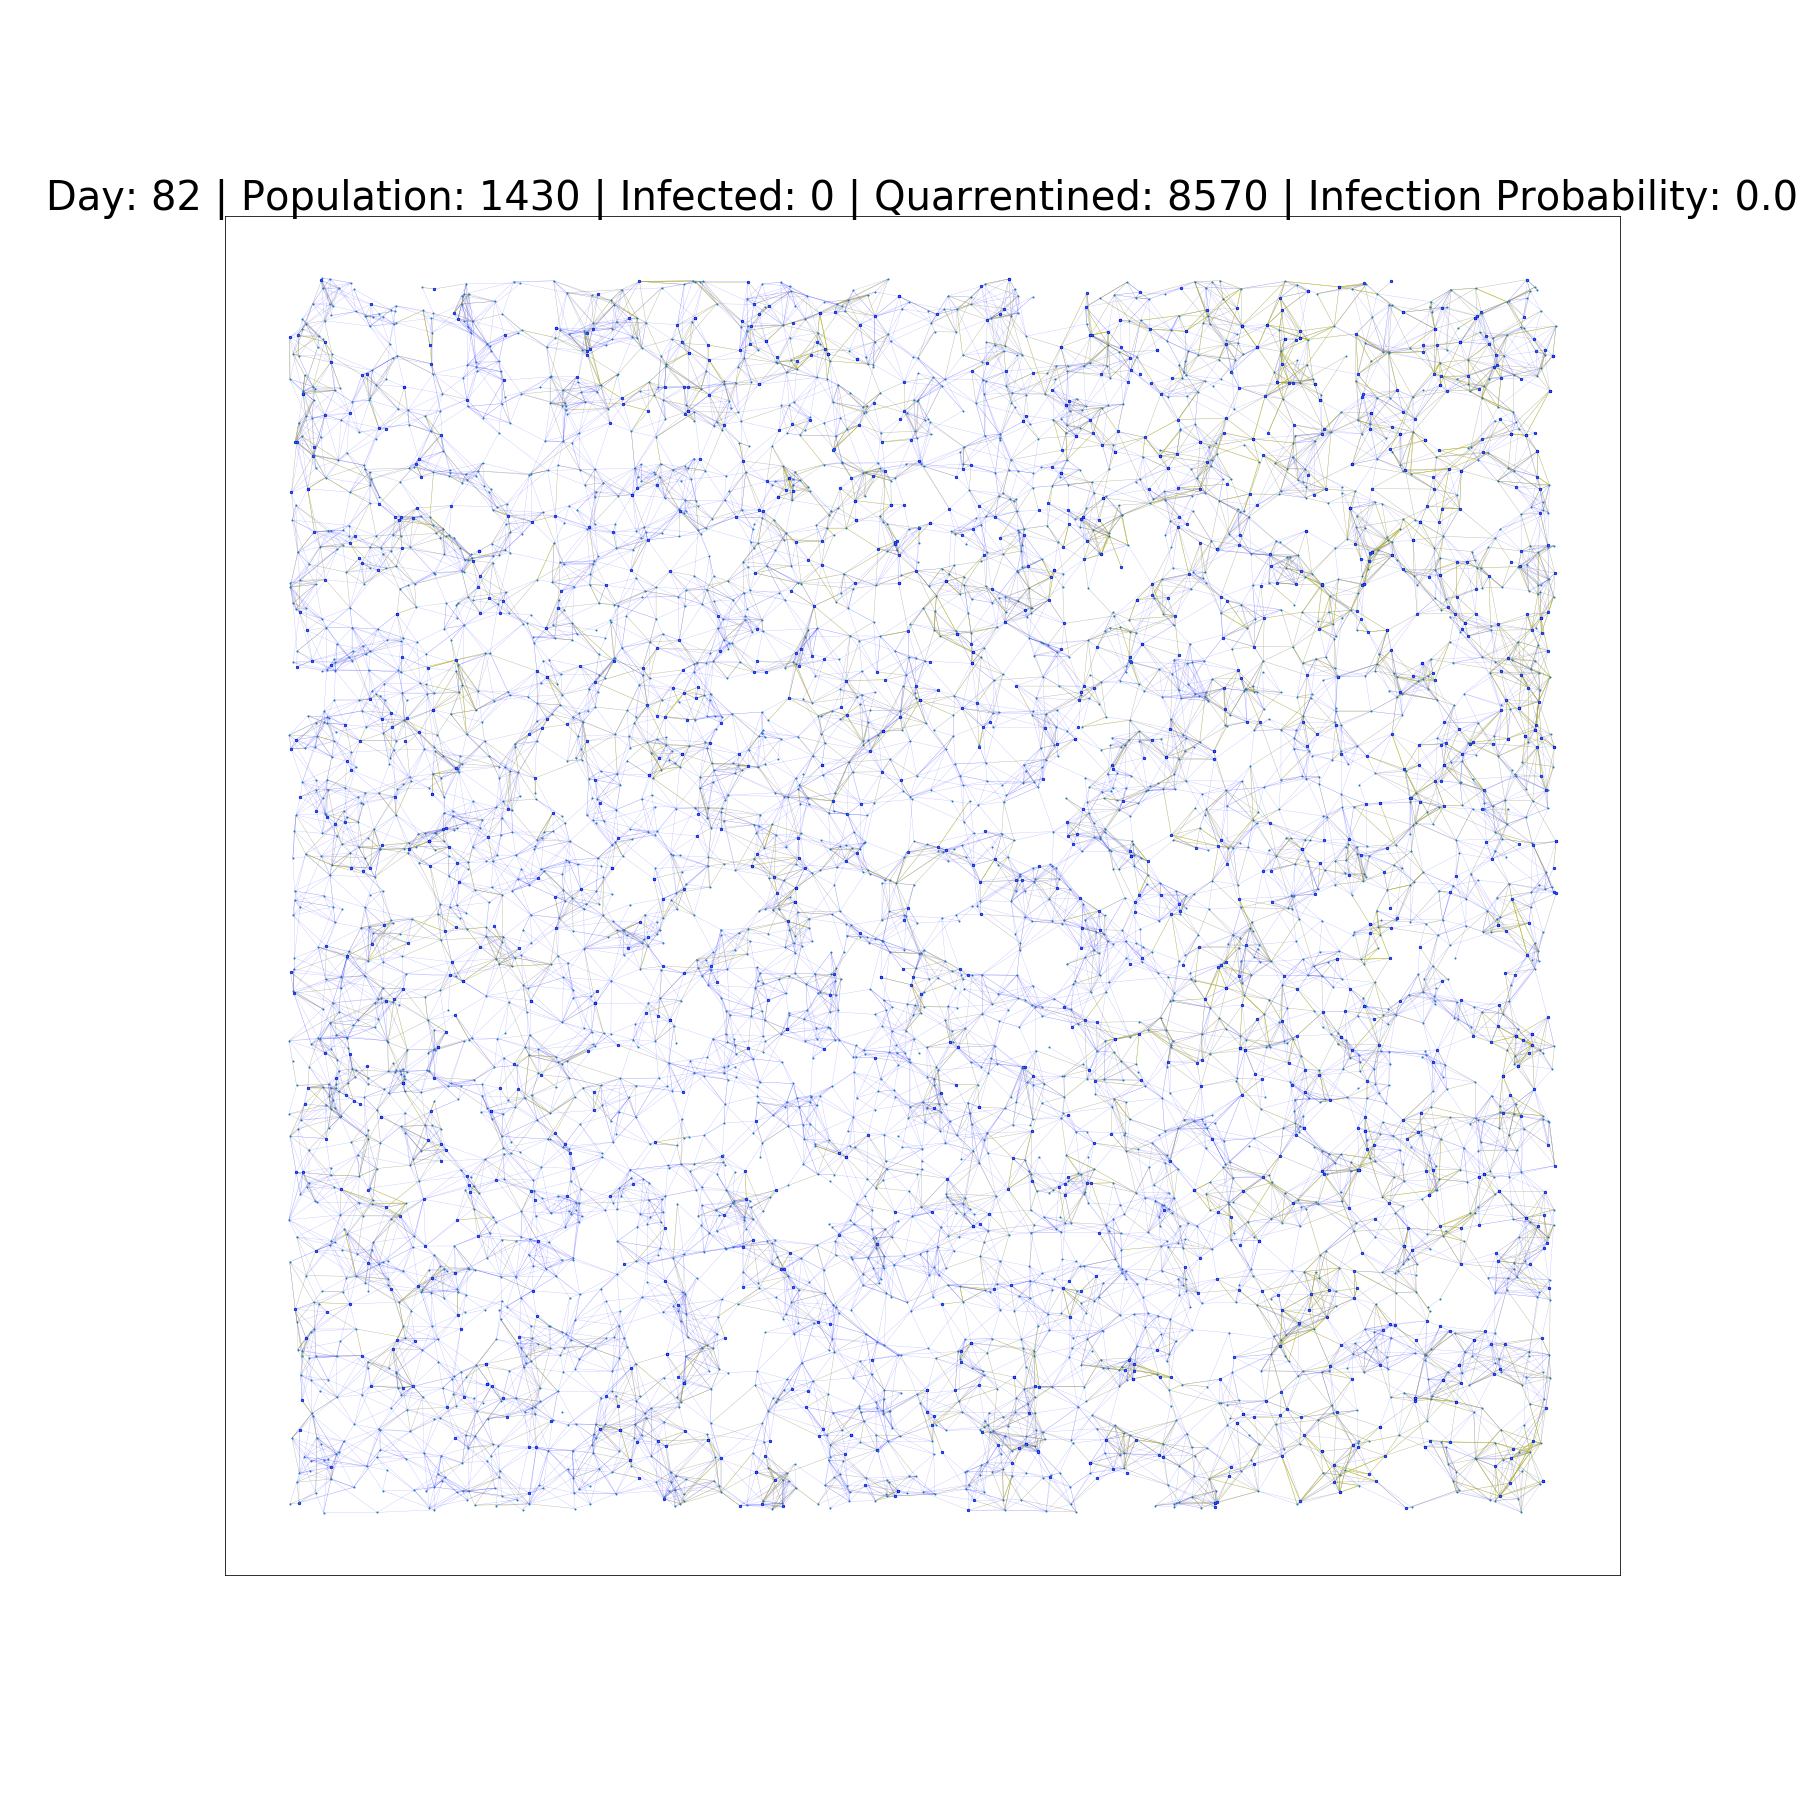 Day: 82 | Population: 1430 | Infected: 0 | Quarrentined: 8570 | Infection Probability: 0.0